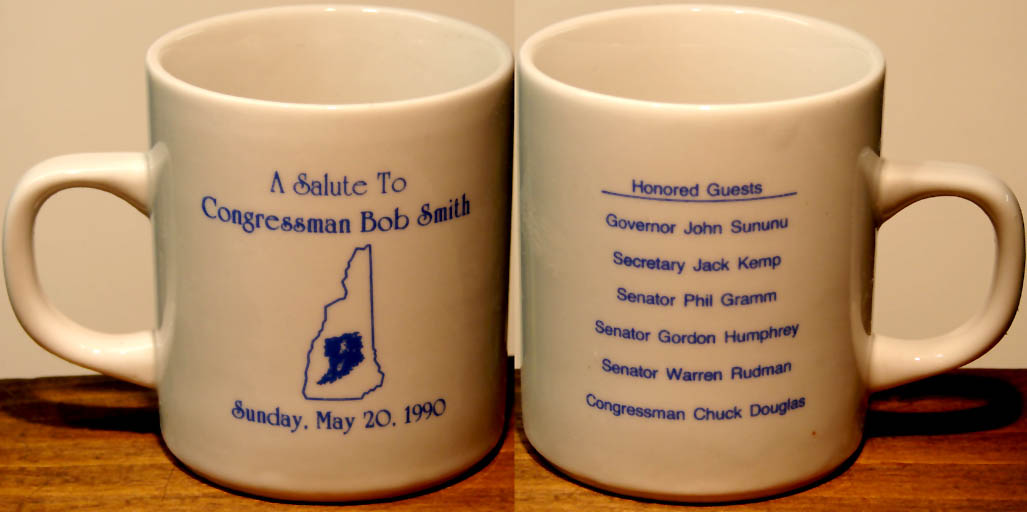 A Salute To
Congressman Bob Smith
Sunday, May 20, 1990
Honored Guests
Governor John Sununu
Secretary Jack Kemp
Senator Phil Gramm
Senator Gordon Humphrey
Senator Warren Rudman
Congressman Chuck Douglas